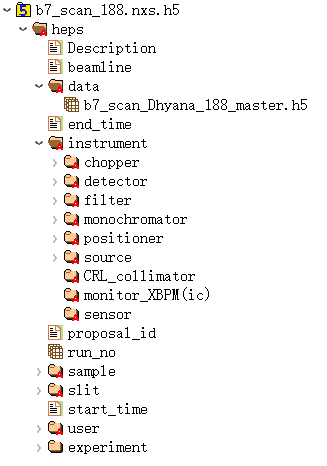 b7_scan_188.nxs.h5
heps
Description
beamline
data
b7_scan_Dhyana_188_master.h5
end_time
instrument
chopper
detector
filter
monochromator
positioner
source
CRL_collimator
monitor_XBPM(ic)
sensor
proposal_id
run_no
sample
slit
start_time
user
experiment